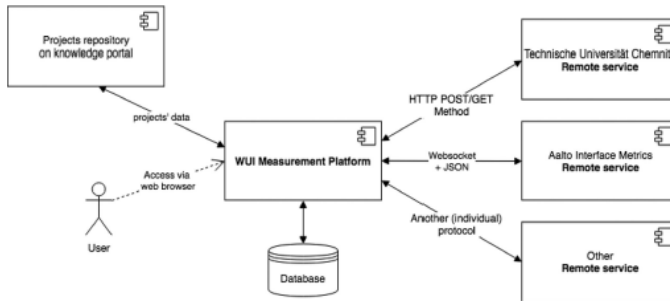 Projects repository
on knowledge portal
Technische Universität Chemnit
Remote service
HTTP POST/GET
Method
projects' data
WUI Measurement Platform
Websocket
+ JSON
Aalto Interface Metrics
Remote service
Access via
web browser
User
Another (individual)
protocol
Database
Other
Remote service